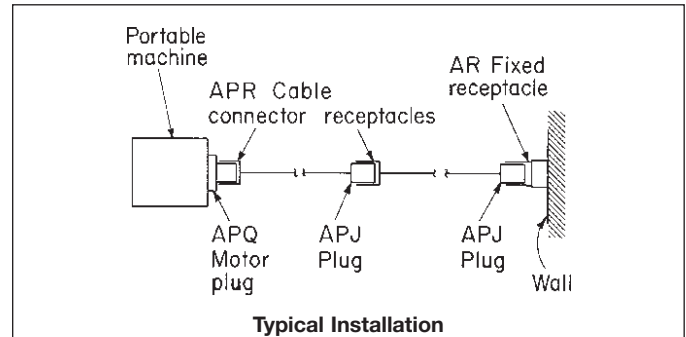 Portable
machine
APR Cable
connector receptacles
AR Fixed
receptacle
APQ
Motor
plug
APJ
Plug
APJ
Plug
Wall
Typical Installation